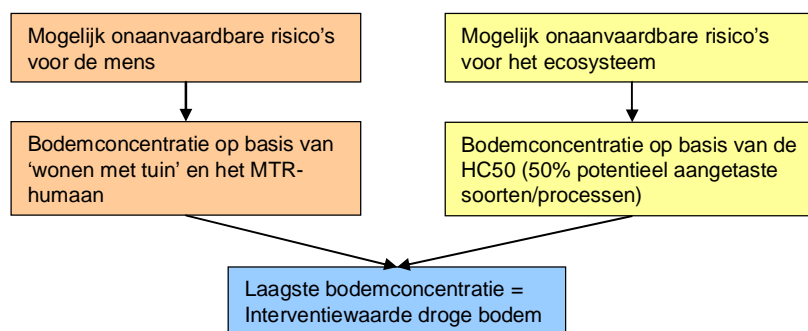 Mogelijk onaanvaardbare risico's
voor de mens
Mogelijk onaanvaardbare risico's
voor het ecosysteem
Bodemconcentratie op basis van
'wonen met tuin' en het MTR-
humaan
Bodemconcentratie op basis van de
HC50 (50% potentieel aangetaste
soorten/processen)
Laagste bodemconcentratie =
Interventiewaarde droge bodem